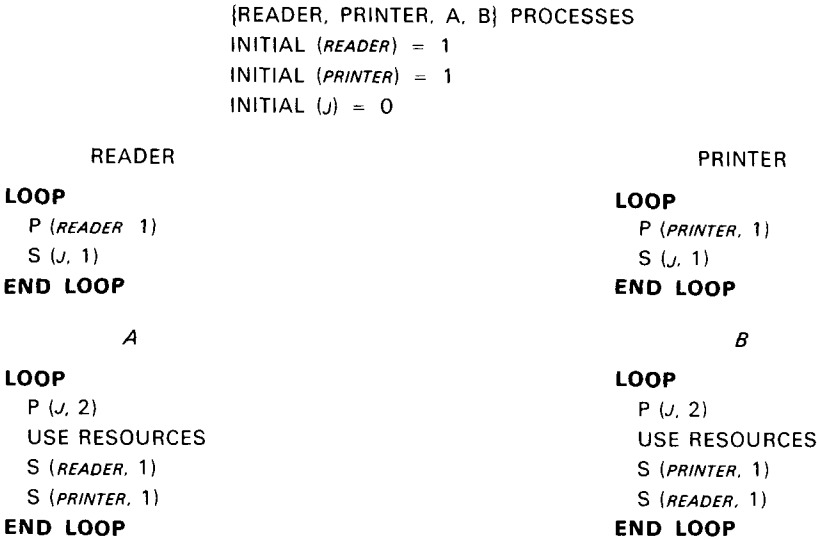 {READER, PRINTER, A, B} PROCESSES
INITIAL (READER) = 1
INITIAL (PRINTER) = 1
INITIAL (J) = 0
READER
LOOP
P (READER 1)
S (J, 1)
END LOOP
PRINTER
LOOP
P (PRINTER, 1)
S (J, 1)
END LOOP
A
LOOP
P (J, 2)
USE RESOURCES
S (READER, 1)
S (PRINTER, 1)
END LOOP
B
LOOP
P (J, 2)
USE RESOURCES
S (PRINTER, 1)
S (READER, 1)
END LOOP